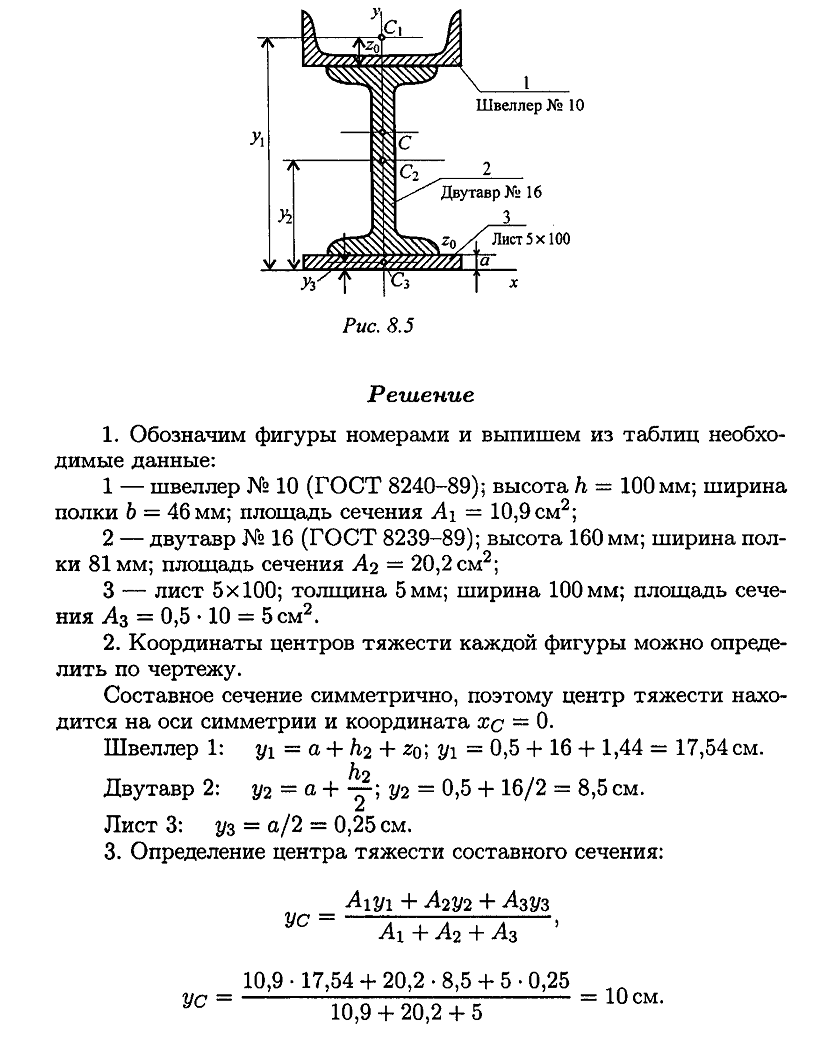 y
C₁
z₀
1
Швеллер № 10
y₁
C
C₂
2
Двутавр № 16
y₂
3
z₀
Лист 5 × 100
a
y₃
C₃
x
Рис. 8.5
Решение
1. Обозначим фигуры номерами и выпишем из таблиц необхо-
димые данные:
1 — швеллер № 10 (ГОСТ 8240–89); высота h = 100 мм; ширина
полки b = 46 мм; площадь сечения A₁ = 10,9 см²;
2 — двутавр № 16 (ГОСТ 8239–89); высота 160 мм; ширина пол-
ки 81 мм; площадь сечения A₂ = 20,2 см²;
3 — лист 5x100; толщина 5 мм; ширина 100 мм; площадь сече-
ния A₃ = 0,5 · 10 = 5 см².
2. Координаты центров тяжести каждой фигуры можно опреде-
лить по чертежу.
Составное сечение симметрично, поэтому центр тяжести нахо-
дится на оси симметрии и координата x_C = 0.
Швеллер 1: y₁ = a + h₂ + z₀; y₁ = 0,5 + 16 + 1,44 = 17,54 см.
Двутавр 2: y₂ = a + h₂/2; y₂ = 0,5 + 16/2 = 8,5 см.
Лист 3: y₃ = a/2 = 0,25 см.
3. Определение центра тяжести составного сечения:
y_C = (A₁y₁ + A₂y₂ + A₃y₃) / (A₁ + A₂ + A₃),
y_C = (10,9 · 17,54 + 20,2 · 8,5 + 5 · 0,25) / (10,9 + 20,2 + 5) = 10 см.